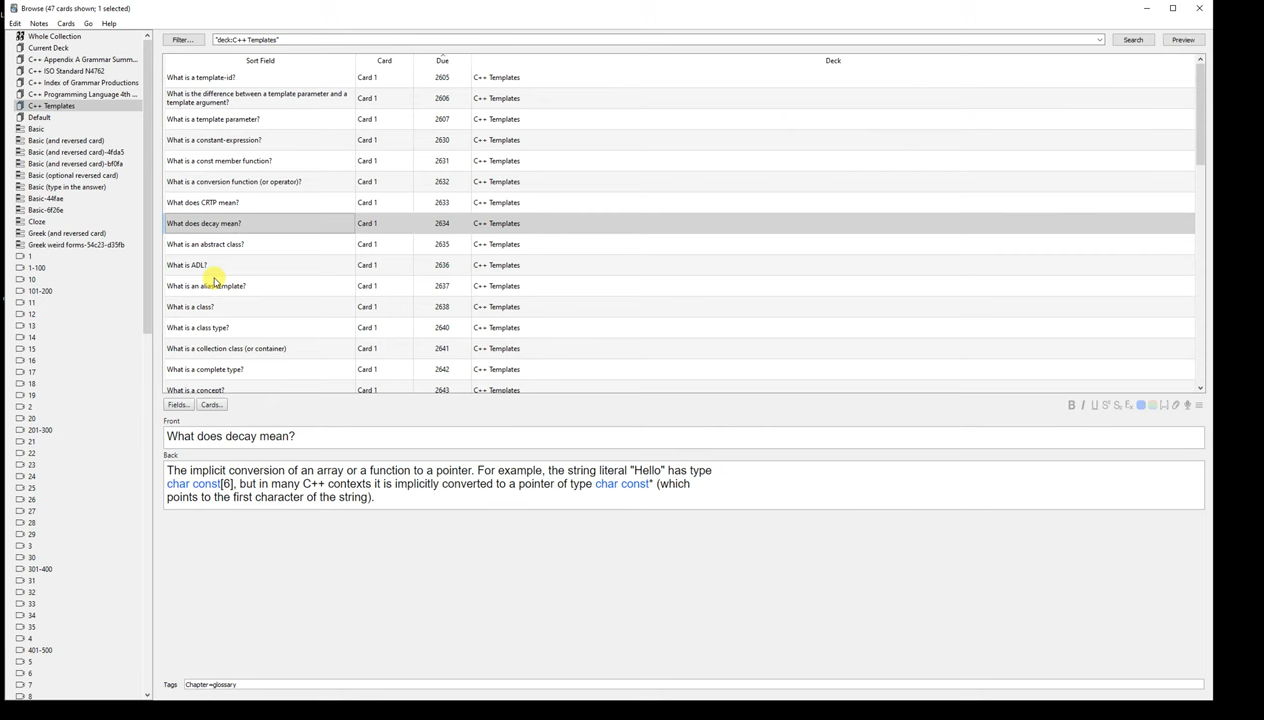 Browse (47 cards shown; 1 selected)
Edit Notes Cards Go Help
Whole Collection
Current Deck
C++ Appendix A Grammar Summ...
C++ ISO Standard N4762
C++ Index of Grammar Productions
C++ Programming Language 4th ...
C++ Templates
Default
Basic
Basic (and reversed card)
Basic (and reversed card)-4fda5
Basic (and reversed card)-bf0fa
Basic (optional reversed card)
Basic (type in the answer)
Basic-44fae
Basic-6f26e
Cloze
Greek (and reversed card)
Greek weird forms-54c23-d35fb
1
1-100
10
101-200
11
12
13
14
15
16
17
18
19
2
20
201-300
21
22
23
24
25
26
27
28
29
3
30
301-400
31
32
33
34
35
4
401-500
5
6
7
8
Filter... "deck:C++ Templates" Search Preview
Sort Field Card Due Deck
What is a template-id? Card 1 2605 C++ Templates
What is the difference between a template parameter and a
template argument? Card 1 2606 C++ Templates
What is a template parameter? Card 1 2607 C++ Templates
What is a constant-expression? Card 1 2630 C++ Templates
What is a const member function? Card 1 2631 C++ Templates
What is a conversion function (or operator)? Card 1 2632 C++ Templates
What does CRTP mean? Card 1 2633 C++ Templates
What does decay mean? Card 1 2634 C++ Templates
What is an abstract class? Card 1 2635 C++ Templates
What is ADL? Card 1 2636 C++ Templates
What is an alias template? Card 1 2637 C++ Templates
What is a class? Card 1 2638 C++ Templates
What is a class type? Card 1 2640 C++ Templates
What is a collection class (or container) Card 1 2641 C++ Templates
What is a complete type? Card 1 2642 C++ Templates
What is a concept? Card 1 2643 C++ Templates
Fields... Cards...
Front
What does decay mean?
Back
The implicit conversion of an array or a function to a pointer. For example, the string literal "Hello" has type
char const[6], but in many C++ contexts it is implicitly converted to a pointer of type char const* (which
points to the first character of the string).
Tags Chapter=glossary